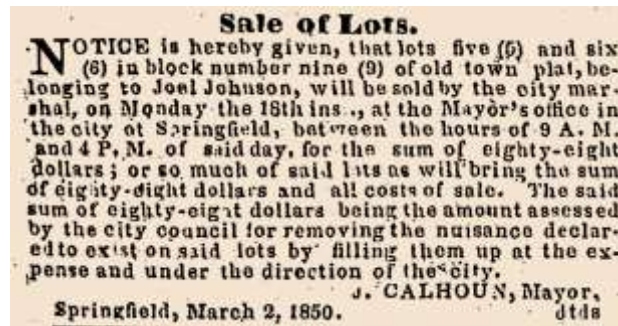 Sale of Lots.
NOTICE is hereby given, that lots five (5) and six
(6) in block number nine (9) of old town plat, be-
longing to Joel Johnson, will be sold by the city mar-
shal, on Monday the 18th ins., at the Mayor's office in
the city of Springfield, between the hours of 9 A. M.
and 4 P. M. of said day, for the sum of eighty-eight
dollars; or so much of said lots as will bring the sum
of eighty-eight dollars and all costs of sale. The said
sum of eighty-eight dollars being the amount assessed
by the city council for removing the nuisance declar-
ed to exist on said lots by filling them up at the ex-
pense and under the direction of the city.
J. CALHOUN, Mayor.
Springfield, March 2, 1850. dtds